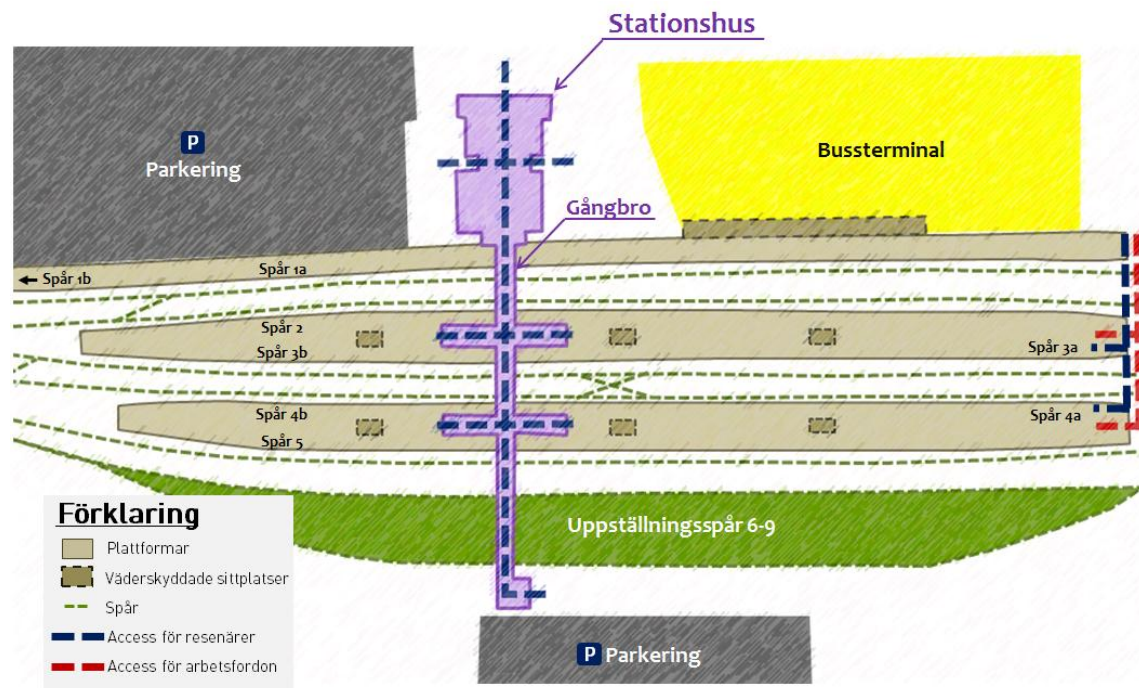 Stationshus
P
Parkering
Bussterminal
Gångbro
Spår 1b
Spår 1a
Spår 2
Spår 3b
Spår 3a
Spår 4b
Spår 4a
Spår 5
Uppställningsspår 6-9
Förklaring
Plattformar
Väderskyddade sittplatser
Spår
Access för resenärer
Access för arbetsfordon
P Parkering